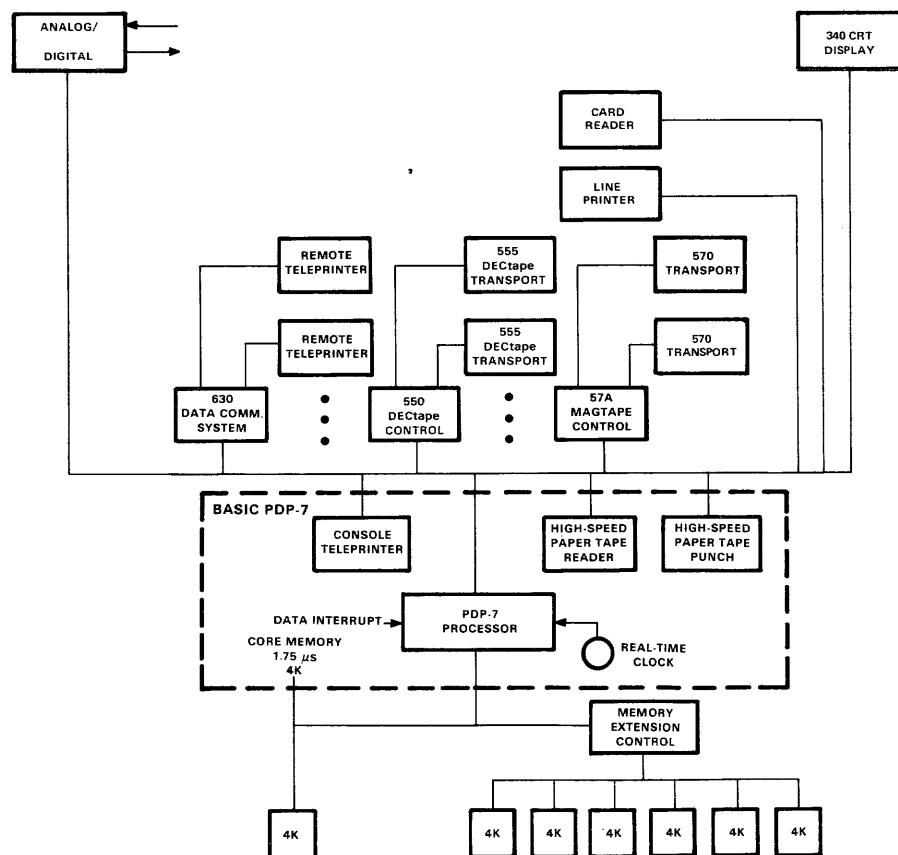 ANALOG/
DIGITAL
340 CRT
DISPLAY
CARD
READER
LINE
PRINTER
REMOTE
TELEPRINTER
555
DECtape
TRANSPORT
570
TRANSPORT
REMOTE
TELEPRINTER
555
DECtape
TRANSPORT
570
TRANSPORT
630
DATA COMM.
SYSTEM
550
DECtape
CONTROL
57A
MAGTAPE
CONTROL
BASIC PDP-7
CONSOLE
TELEPRINTER
HIGH-SPEED
PAPER TAPE
READER
HIGH-SPEED
PAPER TAPE
PUNCH
DATA INTERRUPT
PDP-7
PROCESSOR
CORE MEMORY
1.75 μs
4K
REAL-TIME
CLOCK
MEMORY
EXTENSION
CONTROL
4K
4K
4K
4K
4K
4K
4K